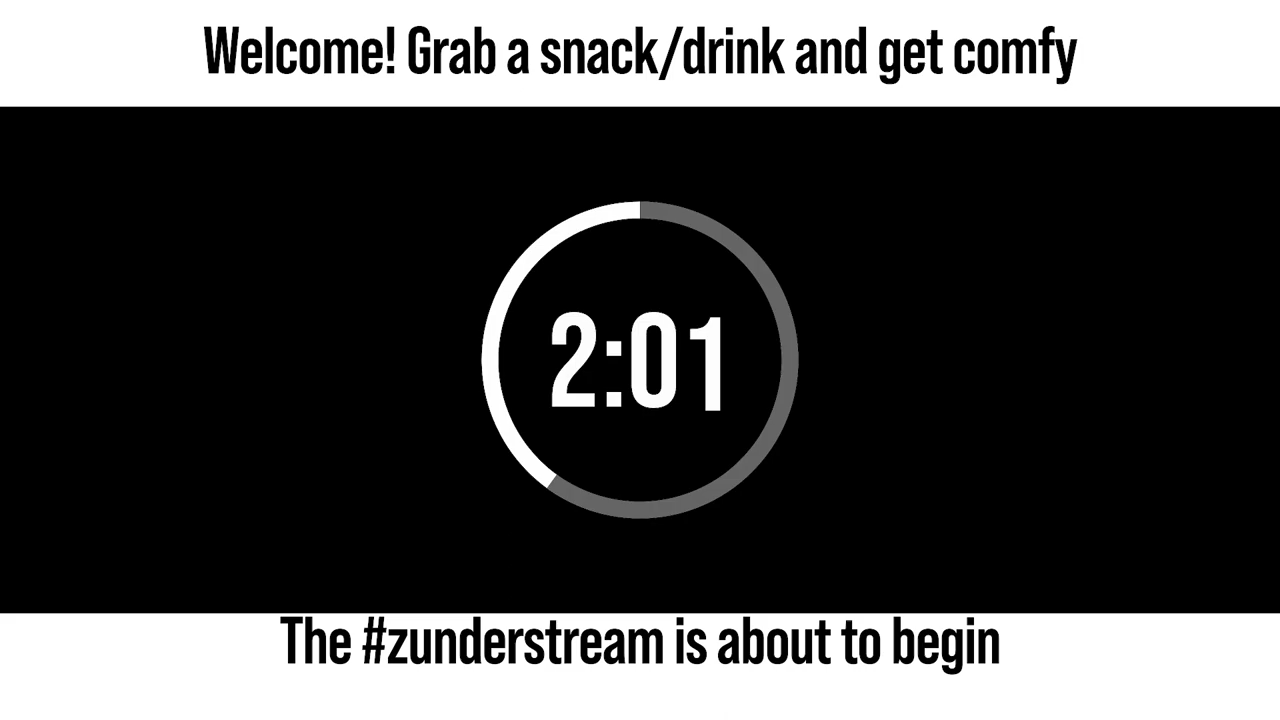 Welcome! Grab a snack/drink and get comfy
2:01
The #zunderstream is about to begin